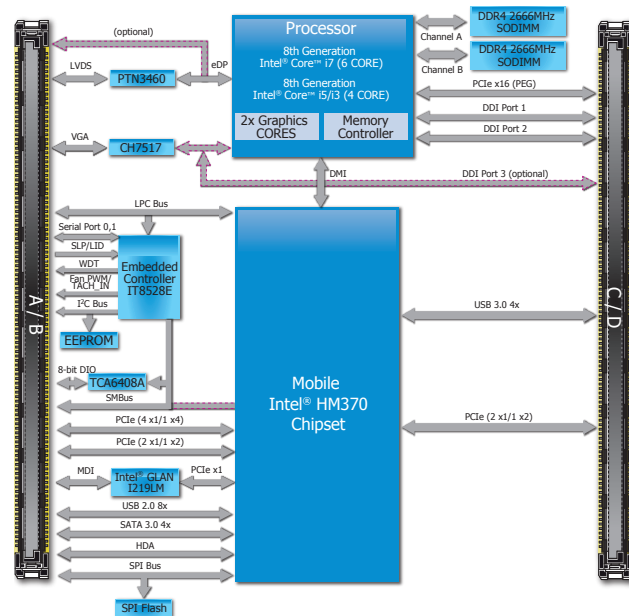 (optional)
LVDS
PTN3460
eDP
Processor
8th Generation
Intel® Core™ i7 (6 CORE)
8th Generation
Intel® Core™ i5/i3 (4 CORE)
2x Graphics
CORES
Memory
Controller
Channel A
DDR4 2666MHz
SODIMM
DDR4 2666MHz
SODIMM
Channel B
PCIe x16 (PEG)
DDI Port 1
DDI Port 2
VGA
CH7517
DMI
DDI Port 3 (optional)
LPC Bus
Serial Port 0,1
SLP/LID
WDT
Fan PWM/
TACH_IN
I²C Bus
Embedded
Controller
IT8528E
EEPROM
A / B
C / D
USB 3.0 4x
8-bit DIO
TCA6408A
SMBus
Mobile
Intel® HM370
Chipset
PCIe (4 x1/1 x4)
PCIe (2 x1/1 x2)
PCIe (2 x1/1 x2)
MDI
Intel® GLAN
I219LM
PCIe x1
USB 2.0 8x
SATA 3.0 4x
HDA
SPI Bus
SPI Flash